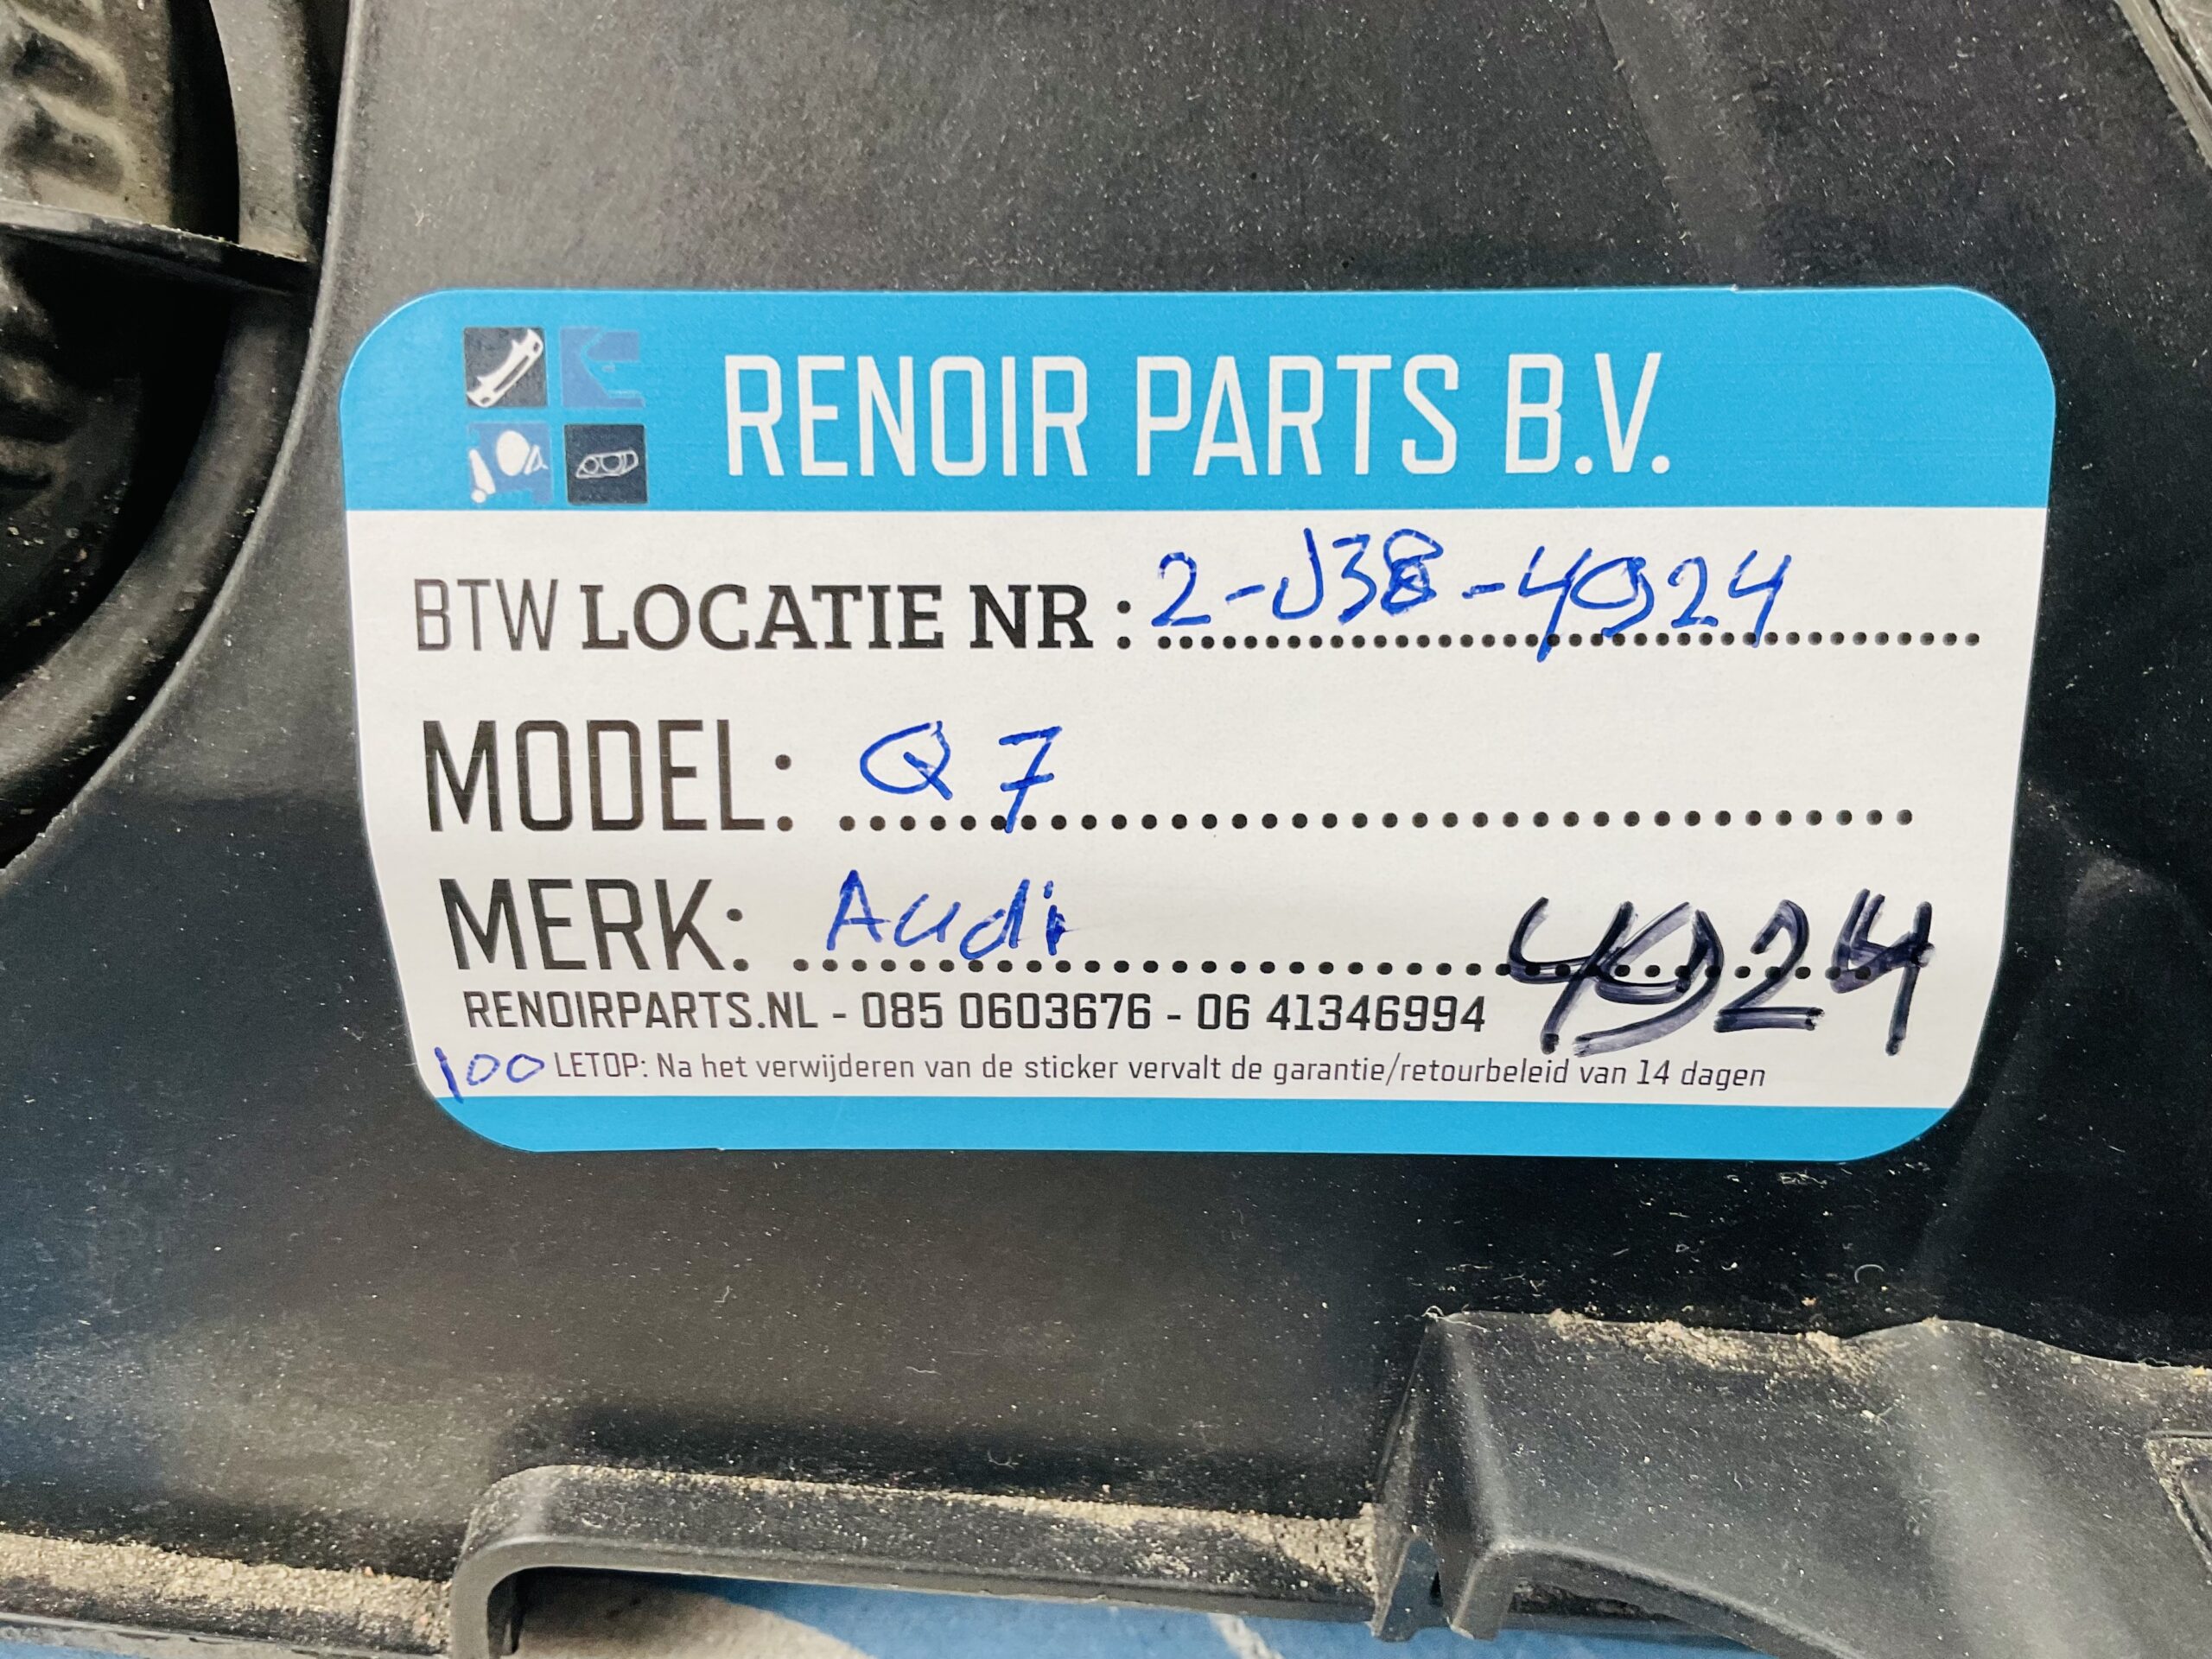 RENOIR PARTS B.V.
BTW LOCATIE NR : 2-J38-4924
MODEL: Q7
MERK: Audi
4924
RENOIRPARTS.NL - 085 0603676 - 06 41346994
100 LETOP: Na het verwijderen van de sticker vervalt de garantie/retourbeleid van 14 dagen